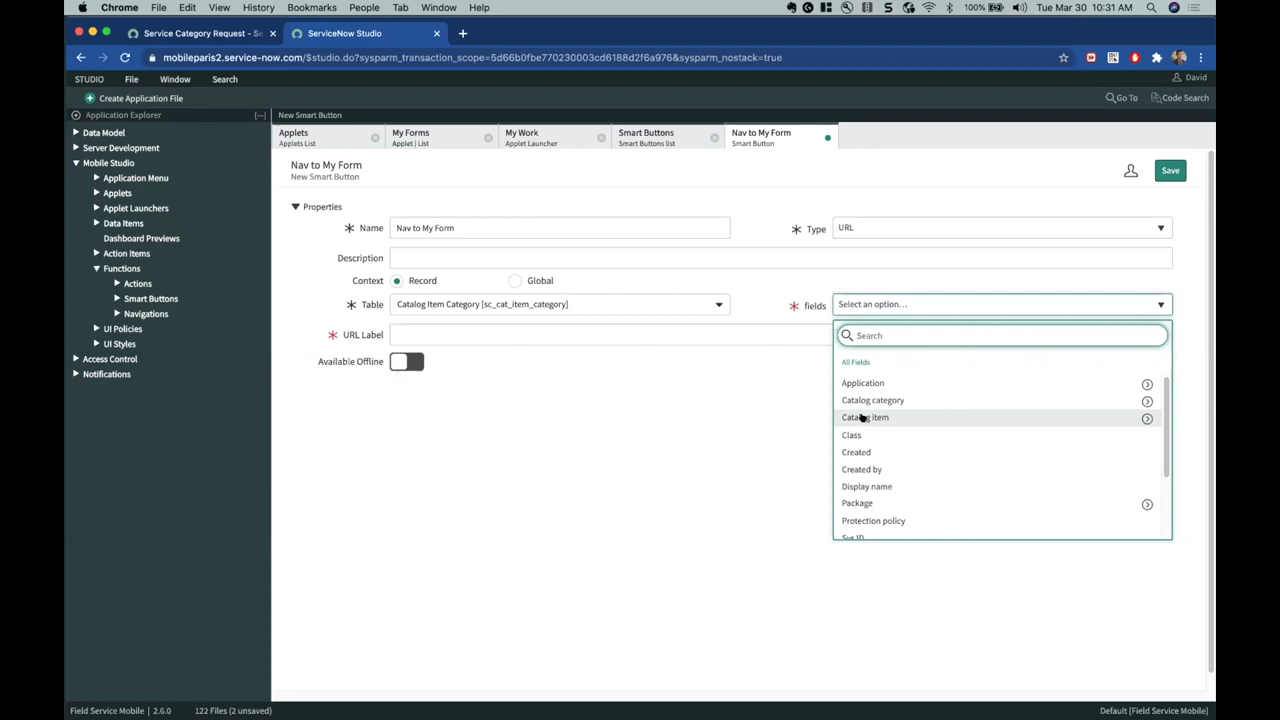 Chrome File Edit View History Bookmarks People Tab Window Help 100% Tue Mar 30 10:31 AM
Service Category Request - Se ServiceNow Studio
mobileparis2.service-now.com/$studio.do?sysparm_transaction_scope=5d66b0fbe770230003cd6188d2f6a976&sysparm_nostack=true
STUDIO File Window Search David
Create Application File Go To Code Search
Application Explorer New Smart Button
Data Model
Server Development
Mobile Studio
Application Menu
Applets
Applet Launchers
Data Items
Dashboard Previews
Action Items
Functions
Actions
Smart Buttons
Navigations
UI Policies
UI Styles
Access Control
Notifications
Applets My Forms My Work Smart Buttons Nav to My Form
Applets List Applet | List Applet Launcher Smart Buttons list Smart Button
Nav to My Form
New Smart Button
Save
Properties
Name Nav to My Form Type URL
Description
Context Record Global
Table Catalog Item Category [sc_cat_item_category] fields Select an option...
URL Label
Available Offline
Search
All Fields
Application
Catalog category
Catalog Item
Class
Created
Created by
Display name
Package
Protection policy
Sys ID
Field Service Mobile | 2.6.0 122 Files (2 unsaved) Default [Field Service Mobile]